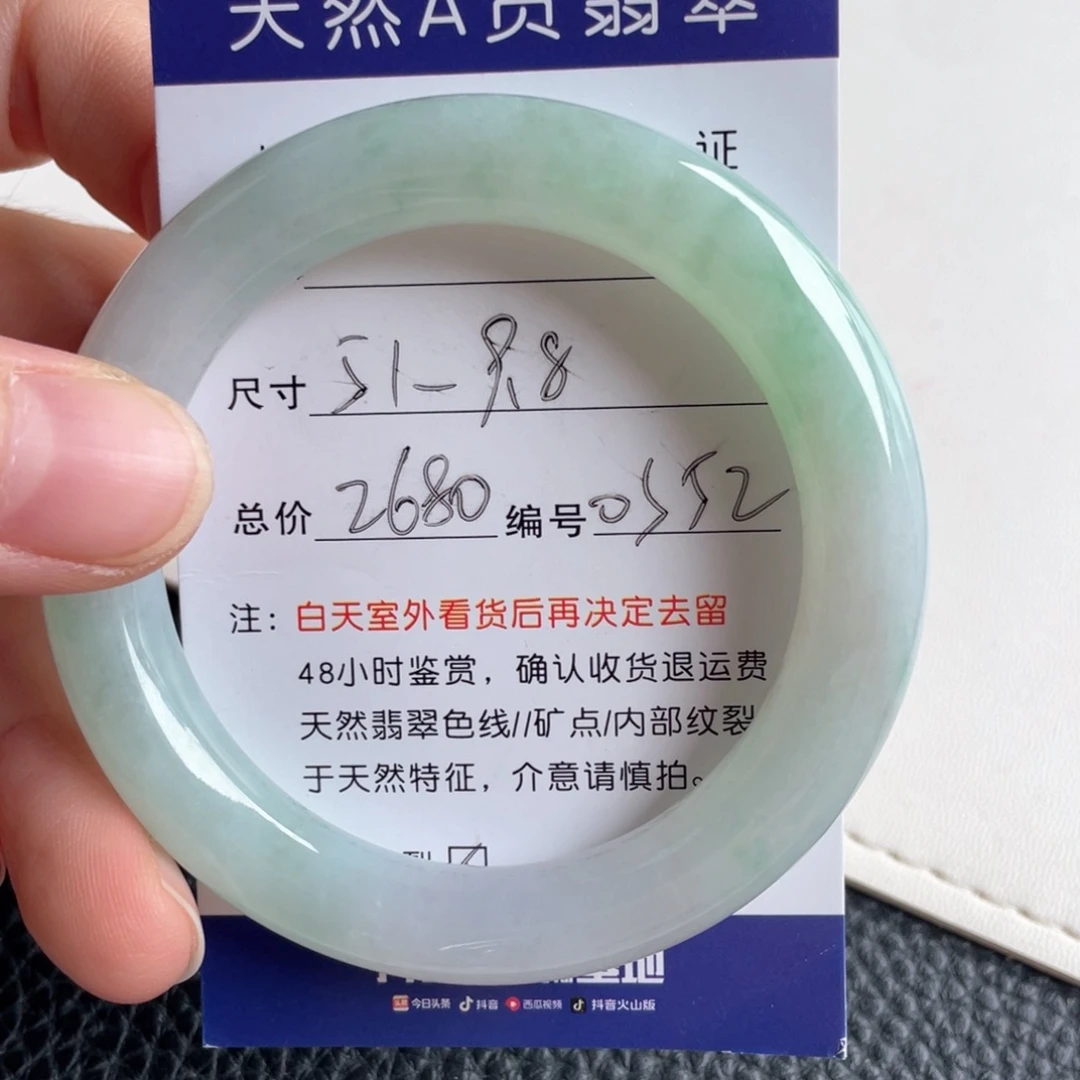 天然A货翡翠
证
尺寸 51-9.8
总价 2680 编号 0552
注：白天室外看货后再决定去留
48小时鉴赏，确认收货退运费
天然翡翠色线//矿点/内部纹裂
于天然特征，介意请慎拍。
基地
今日头条 抖音 西瓜视频 抖音火山版